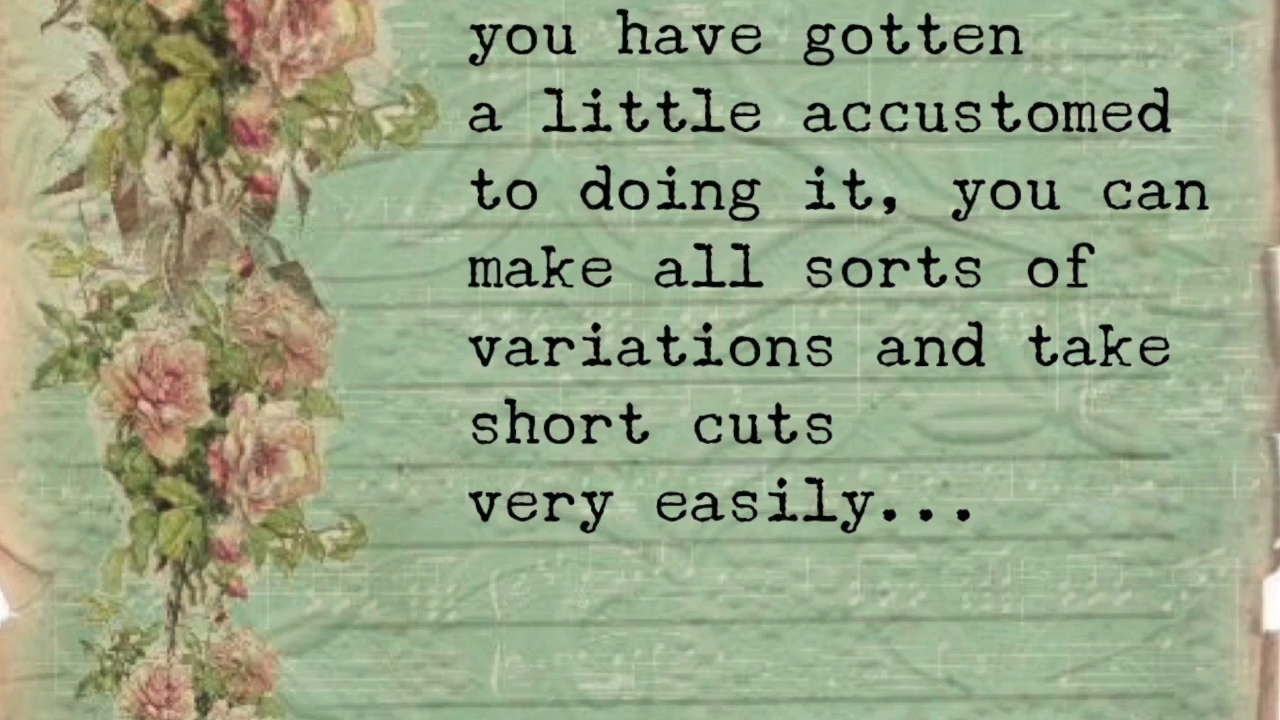 you have gotten
a little accustomed
to doing it, you can
make all sorts of
variations and take
short cuts
very easily...